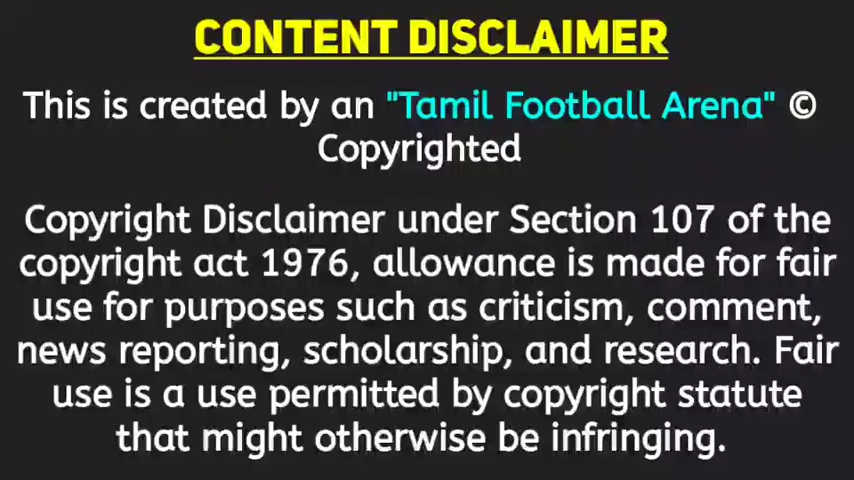 CONTENT DISCLAIMER
This is created by an "Tamil Football Arena" ©
Copyrighted
Copyright Disclaimer under Section 107 of the
copyright act 1976, allowance is made for fair
use for purposes such as criticism, comment,
news reporting, scholarship, and research. Fair
use is a use permitted by copyright statute
that might otherwise be infringing.